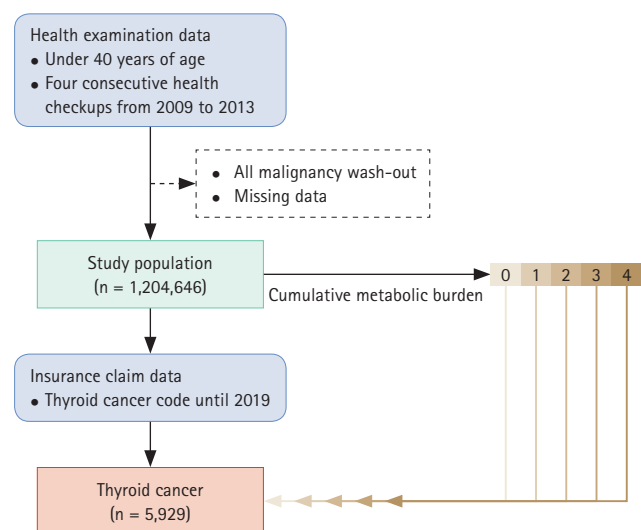 Health examination data
● Under 40 years of age
● Four consecutive health
checkups from 2009 to 2013
● All malignancy wash-out
● Missing data
Study population
(n = 1,204,646)
Cumulative metabolic burden
0 1 2 3 4
Insurance claim data
● Thyroid cancer code until 2019
Thyroid cancer
(n = 5,929)